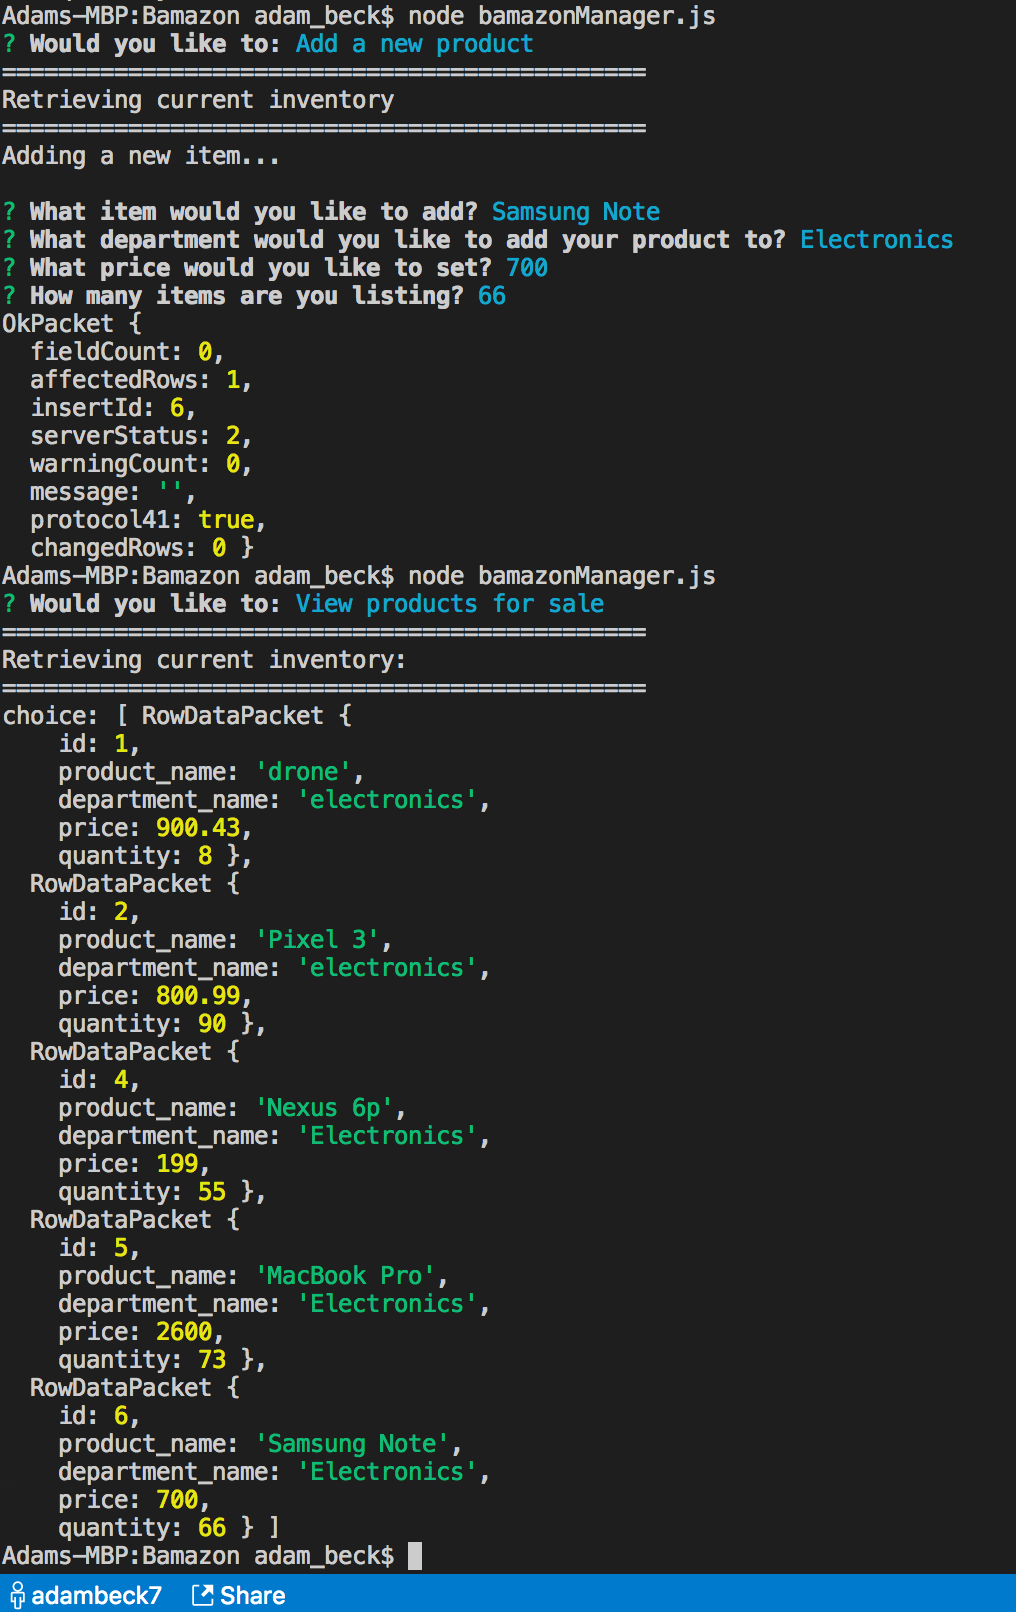 Adams-MBP:Bamazon adam_beck$ node bamazonManager.js
? Would you like to: Add a new product
==============================================
Retrieving current inventory
==============================================
Adding a new item...

? What item would you like to add? Samsung Note
? What department would you like to add your product to? Electronics
? What price would you like to set? 700
? How many items are you listing? 66
OkPacket {
  fieldCount: 0,
  affectedRows: 1,
  insertId: 6,
  serverStatus: 2,
  warningCount: 0,
  message: '',
  protocol41: true,
  changedRows: 0 }
Adams-MBP:Bamazon adam_beck$ node bamazonManager.js
? Would you like to: View products for sale
==============================================
Retrieving current inventory:
==============================================
choice: [ RowDataPacket {
    id: 1,
    product_name: 'drone',
    department_name: 'electronics',
    price: 900.43,
    quantity: 8 },
  RowDataPacket {
    id: 2,
    product_name: 'Pixel 3',
    department_name: 'electronics',
    price: 800.99,
    quantity: 90 },
  RowDataPacket {
    id: 4,
    product_name: 'Nexus 6p',
    department_name: 'Electronics',
    price: 199,
    quantity: 55 },
  RowDataPacket {
    id: 5,
    product_name: 'MacBook Pro',
    department_name: 'Electronics',
    price: 2600,
    quantity: 73 },
  RowDataPacket {
    id: 6,
    product_name: 'Samsung Note',
    department_name: 'Electronics',
    price: 700,
    quantity: 66 } ]
Adams-MBP:Bamazon adam_beck$
adambeck7 Share